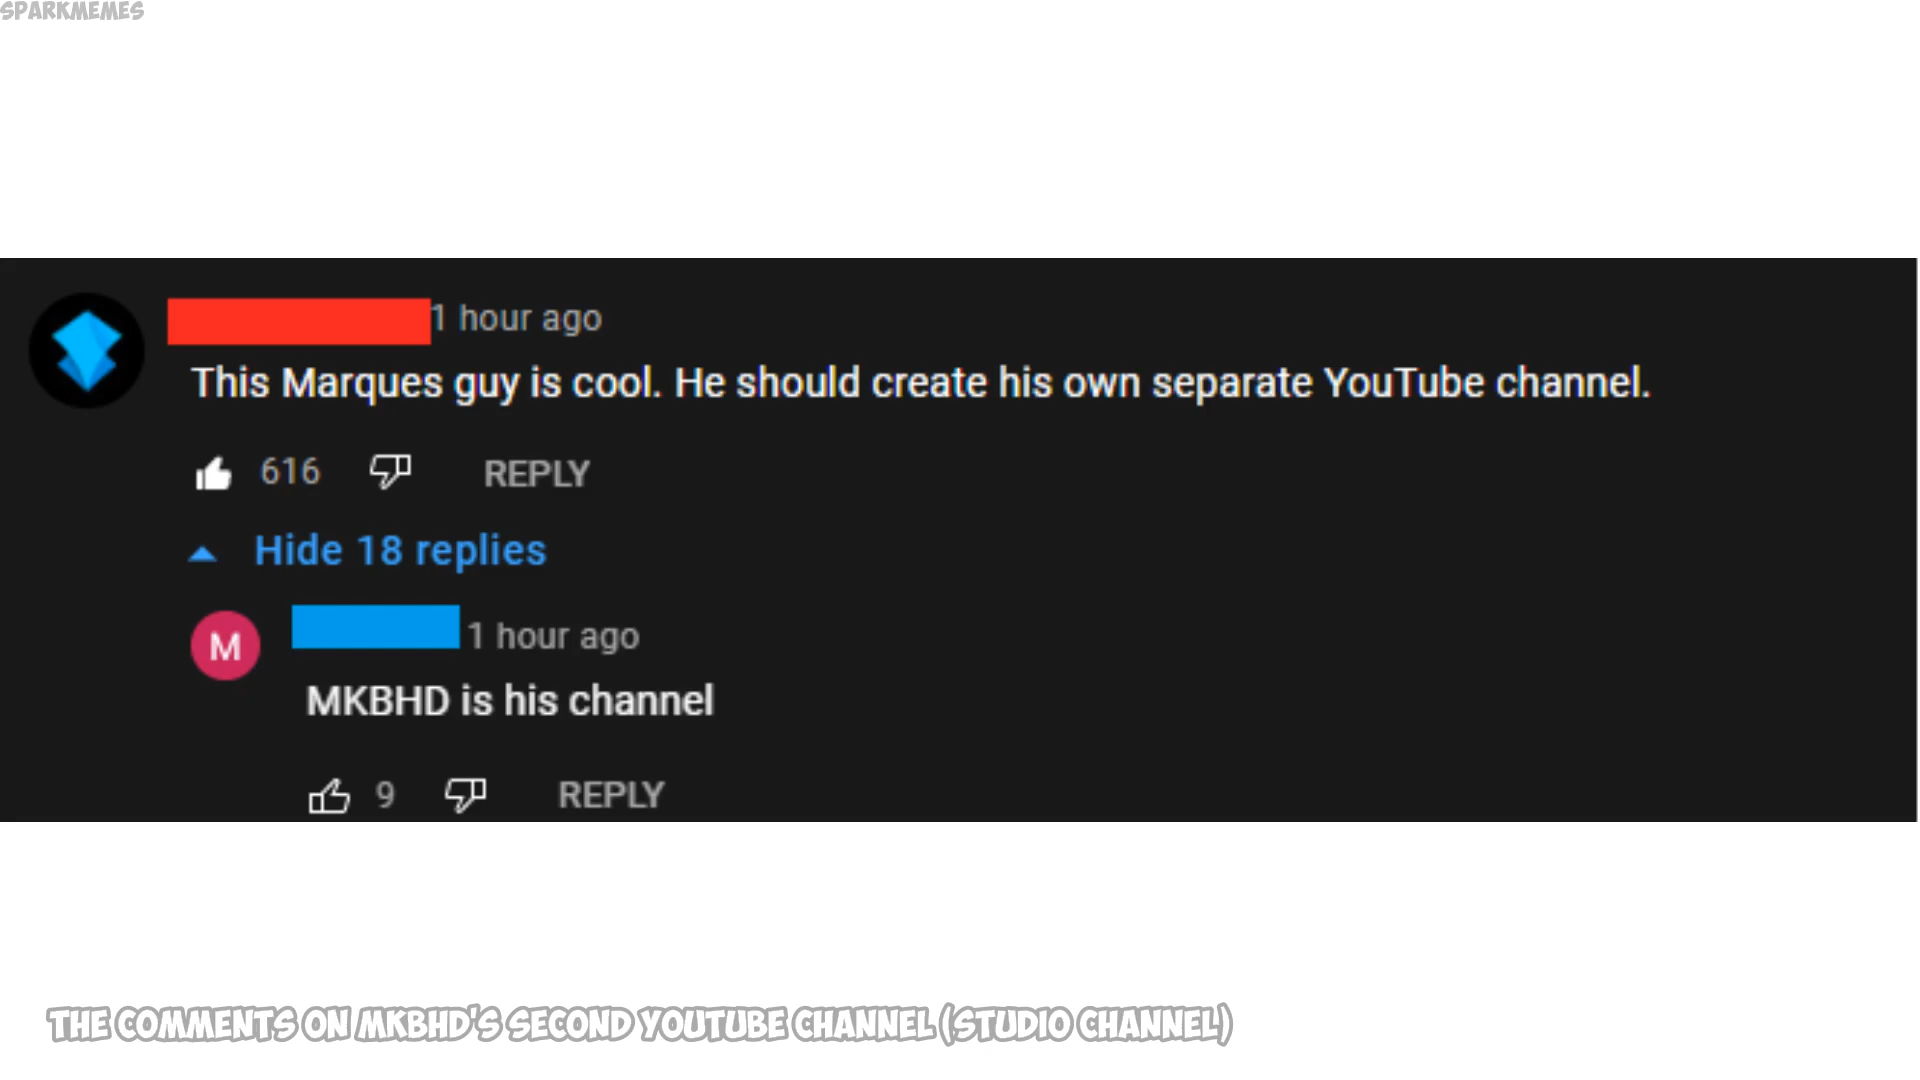 SPARKMEMES
1 hour ago
This Marques guy is cool. He should create his own separate YouTube channel.
616 REPLY
Hide 18 replies
M
1 hour ago
MKBHD is his channel
9 REPLY
THE COMMENTS ON MKBHD'S SECOND YOUTUBE CHANNEL (STUDIO CHANNEL)